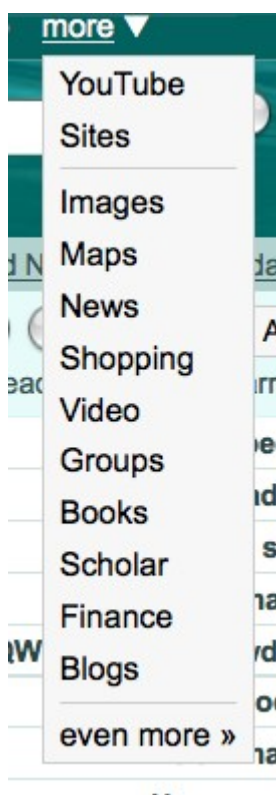 more ▼
YouTube
Sites
Images
Maps
News
Shopping
Video
Groups
Books
Scholar
Finance
Blogs
even more »